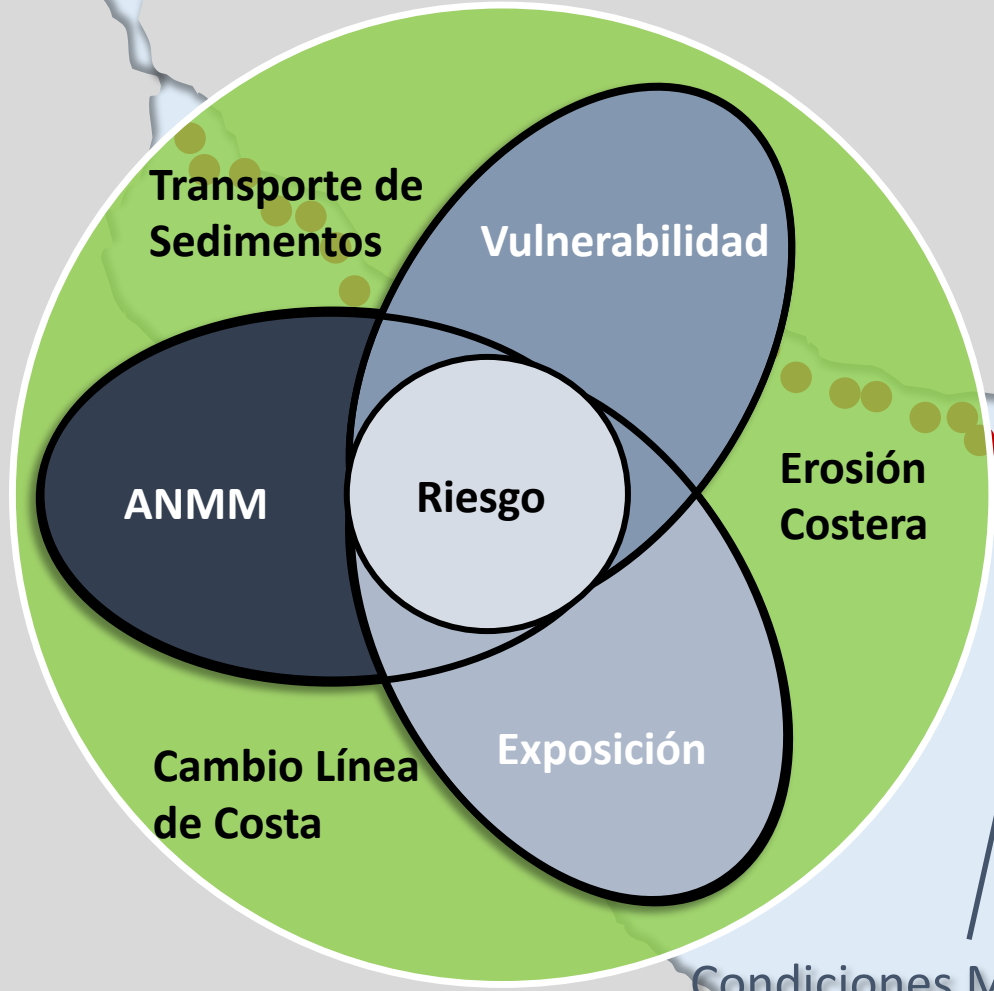 Transporte de
Sedimentos
Vulnerabilidad
ANMM
Riesgo
Erosión
Costera
Exposición
Cambio Línea
de Costa
Condiciones